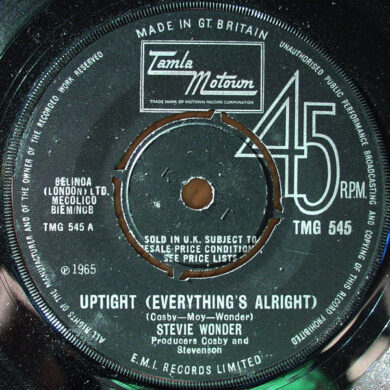 MADE IN GT. BRITAIN
UNAUTHORISED PUBLIC PERFORMANCE BROADCASTING AND COPYING OF THIS RECORD PROHIBITED
ALL RIGHTS OF THE MANUFACTURER AND OF THE OWNER OF THE RECORDED WORK RESERVED
Tamla
Motown
TRADE MARK OF MOTOWN RECORD CORPORATION
45
R.P.M.
TMG 545
BELINDA
(LONDON) LTD.
MECOLICO
BIEM/NCB
TMG 545 A
SOLD IN U.K. SUBJECT TO
RESALE PRICE CONDITIONS
SEE PRICE LISTS
℗ 1965
UPTIGHT (EVERYTHING'S ALRIGHT)
(Cosby-Moy-Wonder)
STEVIE WONDER
Producers Cosby and
Stevenson
E.M.I. RECORDS LIMITED